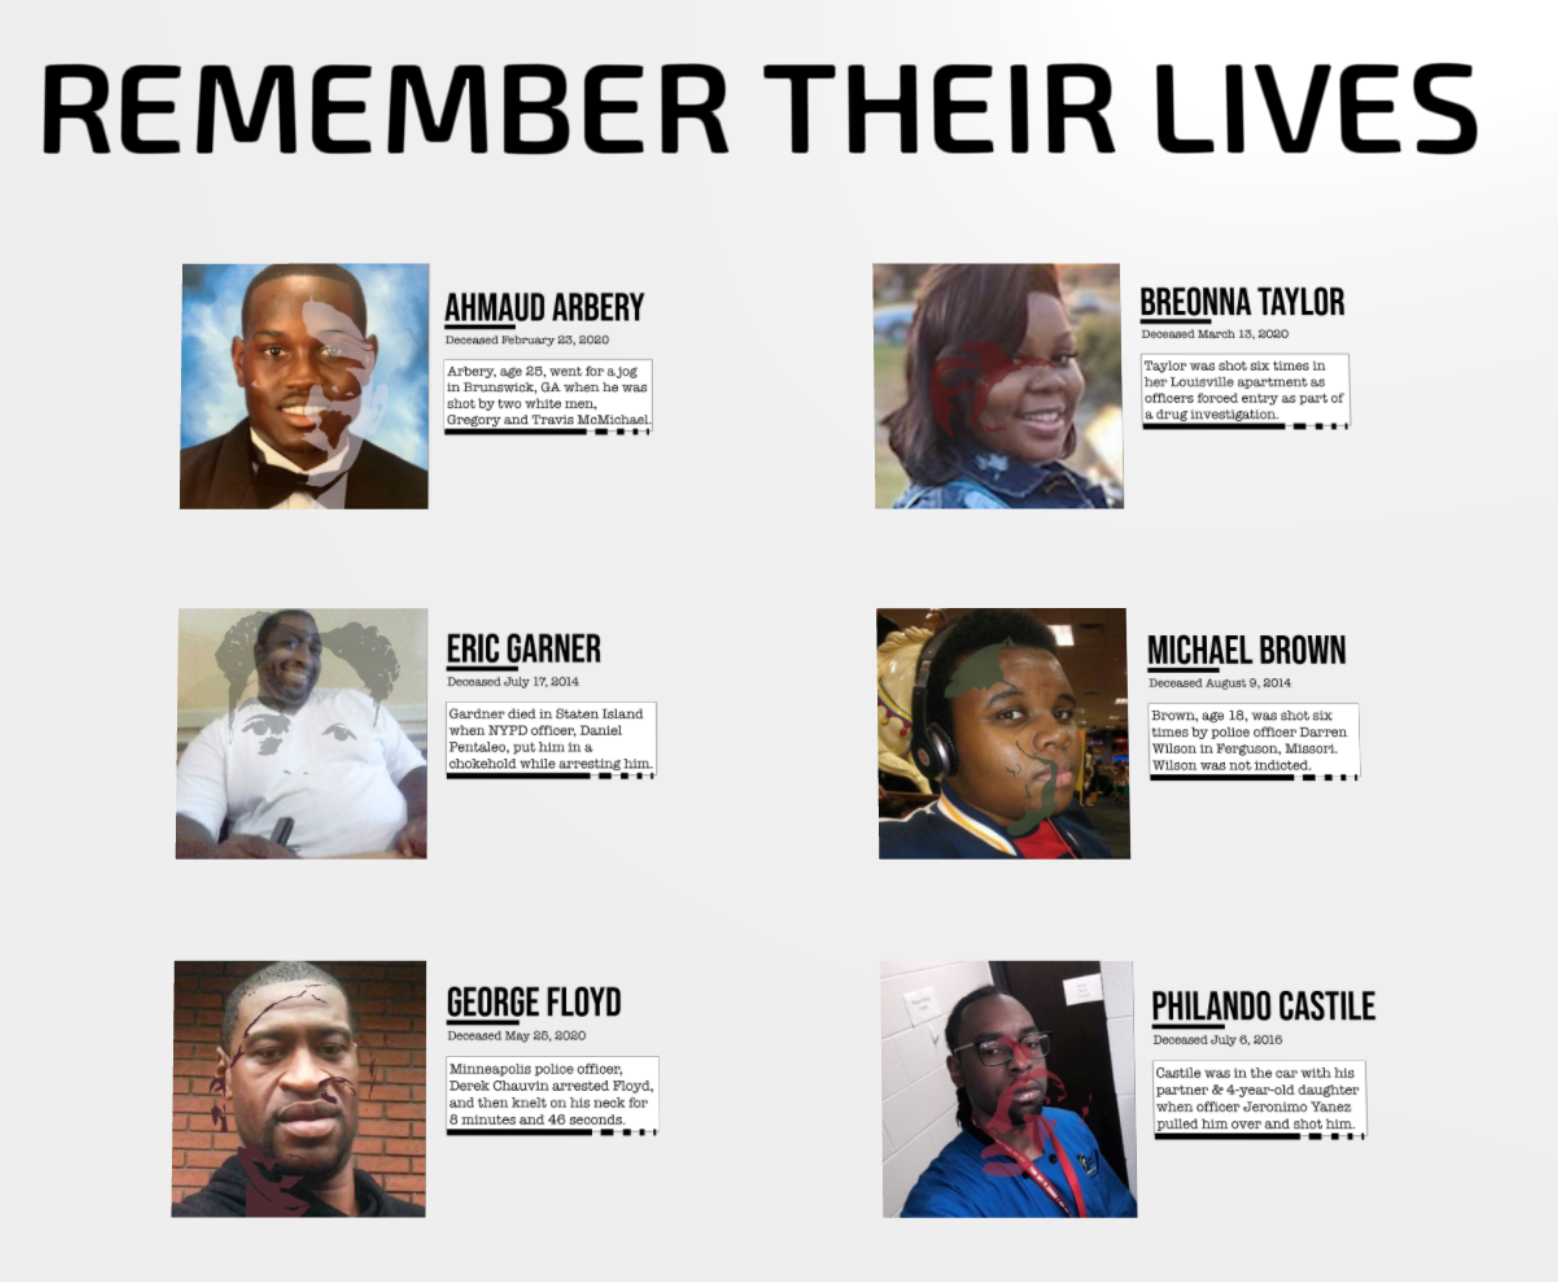 REMEMBER THEIR LIVES
AHMAUD ARBERY
Deceased February 23, 2020
Arbery, age 25, went for a jog
in Brunswick, GA when he was
shot by two white men,
Gregory and Travis McMichael.
BREONNA TAYLOR
Deceased March 13, 2020
Taylor was shot six times in
her Louisville apartment as
officers forced entry as part of
a drug investigation.
ERIC GARNER
Deceased July 17, 2014
Gardner died in Staten Island
when NYPD officer, Daniel
Pentaleo, put him in a
chokehold while arresting him.
MICHAEL BROWN
Deceased August 9, 2014
Brown, age 18, was shot six
times by police officer Darren
Wilson in Ferguson, Missori.
Wilson was not indicted.
GEORGE FLOYD
Deceased May 25, 2020
Minneapolis police officer,
Derek Chauvin arrested Floyd,
and then knelt on his neck for
8 minutes and 46 seconds.
PHILANDO CASTILE
Deceased July 6, 2016
Castile was in the car with his
partner & 4-year-old daughter
when officer Jeronimo Yanez
pulled him over and shot him.